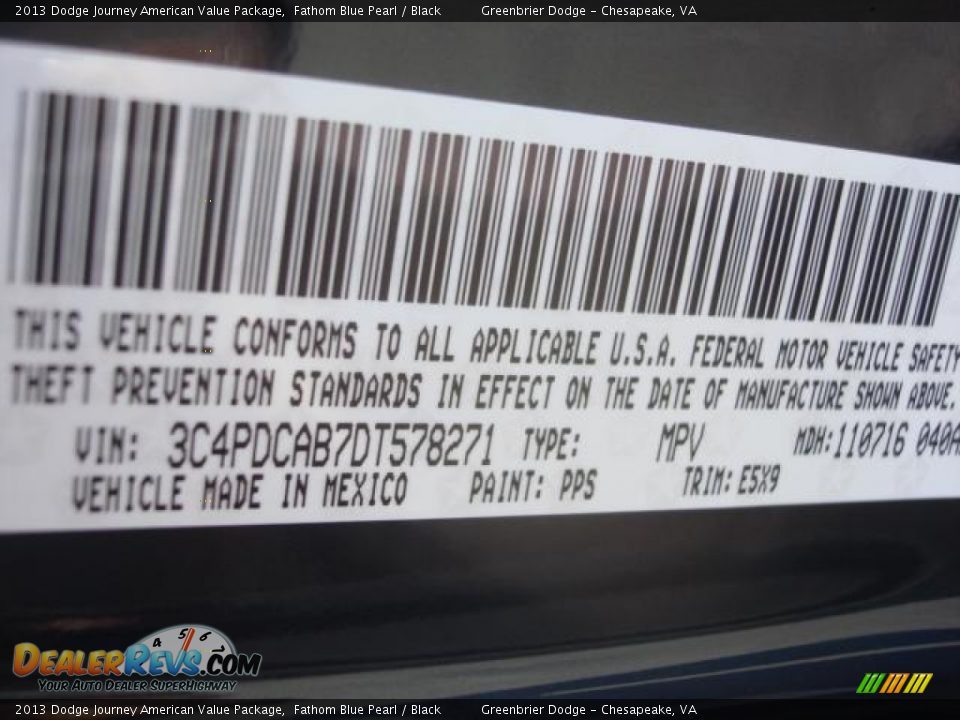 2013 Dodge Journey American Value Package, Fathom Blue Pearl / Black Greenbrier Dodge - Chesapeake, VA
THIS VEHICLE CONFORMS TO ALL APPLICABLE U.S.A. FEDERAL MOTOR VEHICLE SAFETY
THEFT PREVENTION STANDARDS IN EFFECT ON THE DATE OF MANUFACTURE SHOWN ABOVE.
VIN: 3C4PDCAB7DT578271 TYPE: MPV MDH:110716 040A
VEHICLE MADE IN MEXICO PAINT: PPS TRIM: E5X9
4 5 6
DEALERREVS.COM
YOUR AUTO DEALER SUPERHIGHWAY
2013 Dodge Journey American Value Package, Fathom Blue Pearl / Black Greenbrier Dodge - Chesapeake, VA